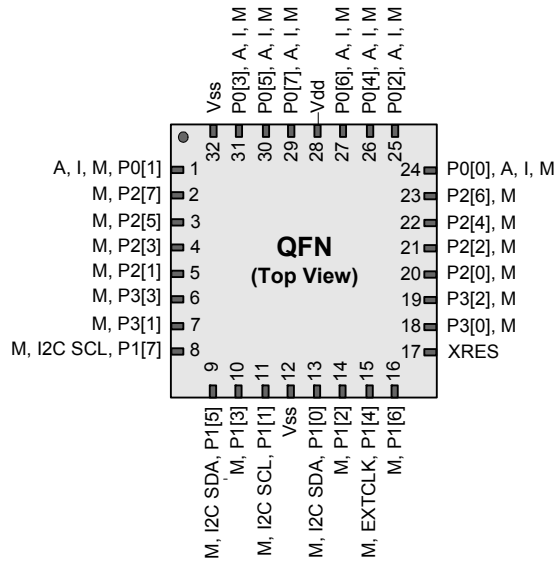 Vss
P0[3], A, I, M
P0[5], A, I, M
P0[7], A, I, M
Vdd
P0[6], A, I, M
P0[4], A, I, M
P0[2], A, I, M
32
31
30
29
28
27
26
25
A, I, M, P0[1] 1
M, P2[7] 2
M, P2[5] 3
M, P2[3] 4
M, P2[1] 5
M, P3[3] 6
M, P3[1] 7
M, I2C SCL, P1[7] 8
QFN
(Top View)
24 P0[0], A, I, M
23 P2[6], M
22 P2[4], M
21 P2[2], M
20 P2[0], M
19 P3[2], M
18 P3[0], M
17 XRES
9
10
11
12
13
14
15
16
M, I2C SDA, P1[5]
M, P1[3]
M, I2C SCL, P1[1]
Vss
M, I2C SDA, P1[0]
M, P1[2]
M, EXTCLK, P1[4]
M, P1[6]